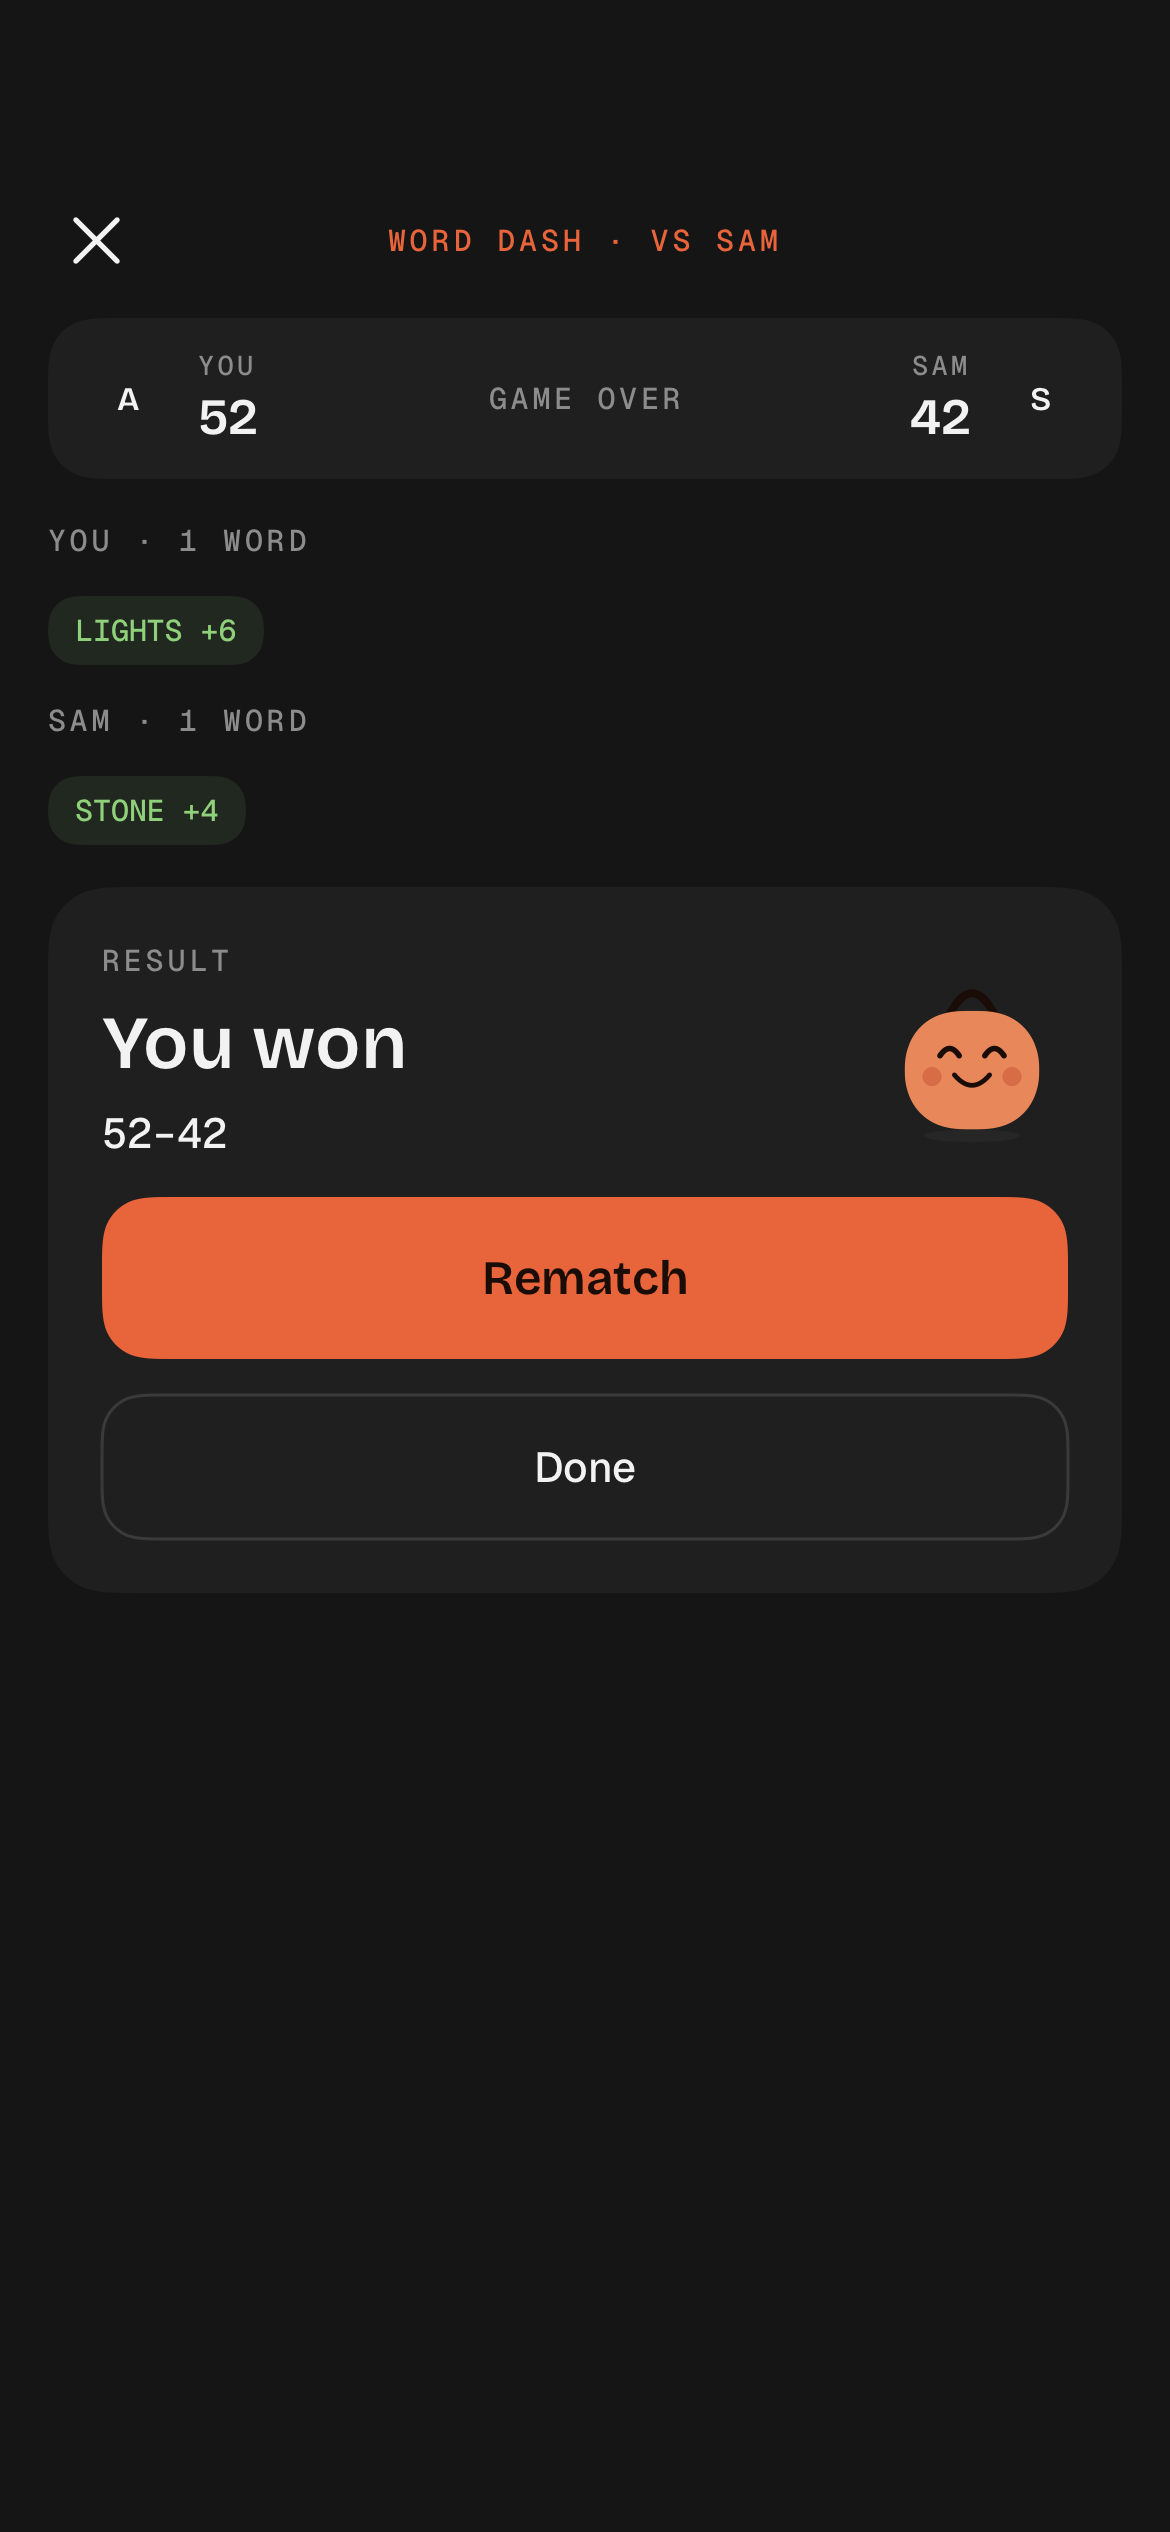 WORD DASH · VS SAM
YOU
A
52
GAME OVER
SAM
42
S
YOU · 1 WORD
LIGHTS +6
SAM · 1 WORD
STONE +4
RESULT
You won
52–42
Rematch
Done